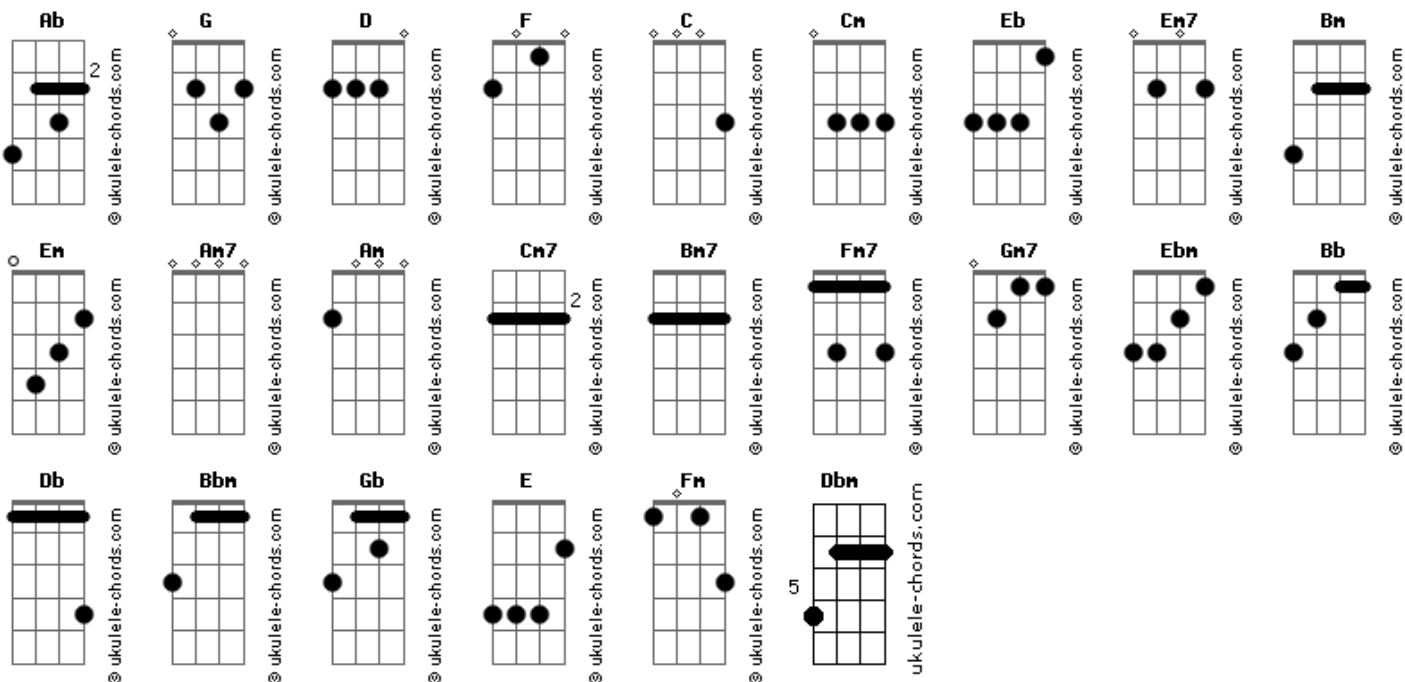 Ab G D F C Cm Eb Em7 Bm
2
© ukulele-chords.com © ukulele-chords.com © ukulele-chords.com © ukulele-chords.com © ukulele-chords.com © ukulele-chords.com © ukulele-chords.com © ukulele-chords.com © ukulele-chords.com
Em Am7 Am Cm7 Bm7 Fm7 Gm7 Ebm Bb
2
© ukulele-chords.com © ukulele-chords.com © ukulele-chords.com © ukulele-chords.com © ukulele-chords.com © ukulele-chords.com © ukulele-chords.com © ukulele-chords.com © ukulele-chords.com
Db Bbm Gb E Fm Dbm
5
© ukulele-chords.com © ukulele-chords.com © ukulele-chords.com © ukulele-chords.com © ukulele-chords.com ukulele-chords.com